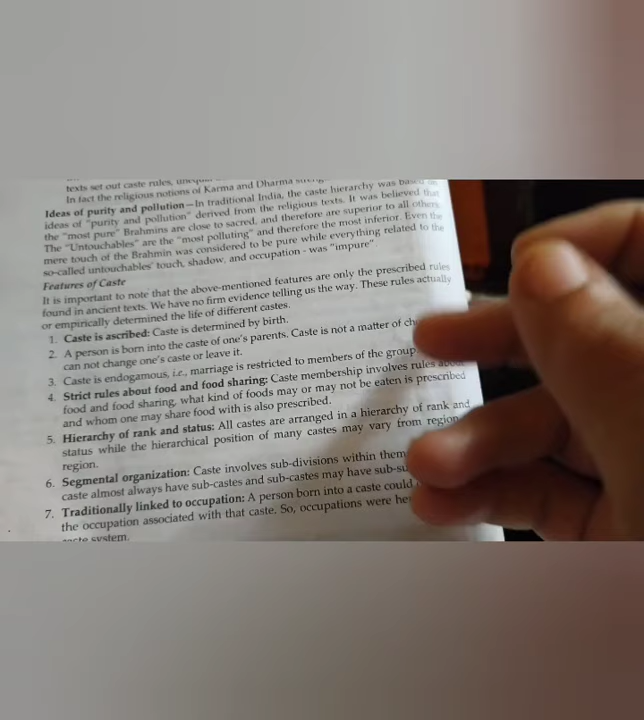 texts set out caste rules,
In fact the religious notions of Karma and Dharma
Ideas of purity and pollution—In traditional India, the caste hierarchy was based on
ideas of "purity and pollution" derived from the religious texts. It was believed that
the "most pure" Brahmins are close to sacred, and therefore are superior to all others.
The "Untouchables" are the "most polluting" and therefore the most inferior. Even the
mere touch of the Brahmin was considered to be pure while everything related to the
so-called untouchables' touch, shadow, and occupation - was "impure".
Features of Caste
It is important to note that the above-mentioned features are only the prescribed rules
found in ancient texts. We have no firm evidence telling us the way. These rules actually
or empirically determined the life of different castes.
1. Caste is ascribed: Caste is determined by birth.
2. A person is born into the caste of one's parents. Caste is not a matter of
can not change one's caste or leave it.
3. Caste is endogamous, i.e., marriage is restricted to members of the group
4. Strict rules about food and food sharing: Caste membership involves rules about
food and food sharing, what kind of foods may or may not be eaten is prescribed
and whom one may share food with is also prescribed.
5. Hierarchy of rank and status: All castes are arranged in a hierarchy of rank and
status while the hierarchical position of many castes may vary from region
region.
6. Segmental organization: Caste involves sub-divisions within
caste almost always have sub-castes and sub-castes may have
7. Traditionally linked to occupation: A person born into a caste could
the occupation associated with that caste. So, occupations were
system.